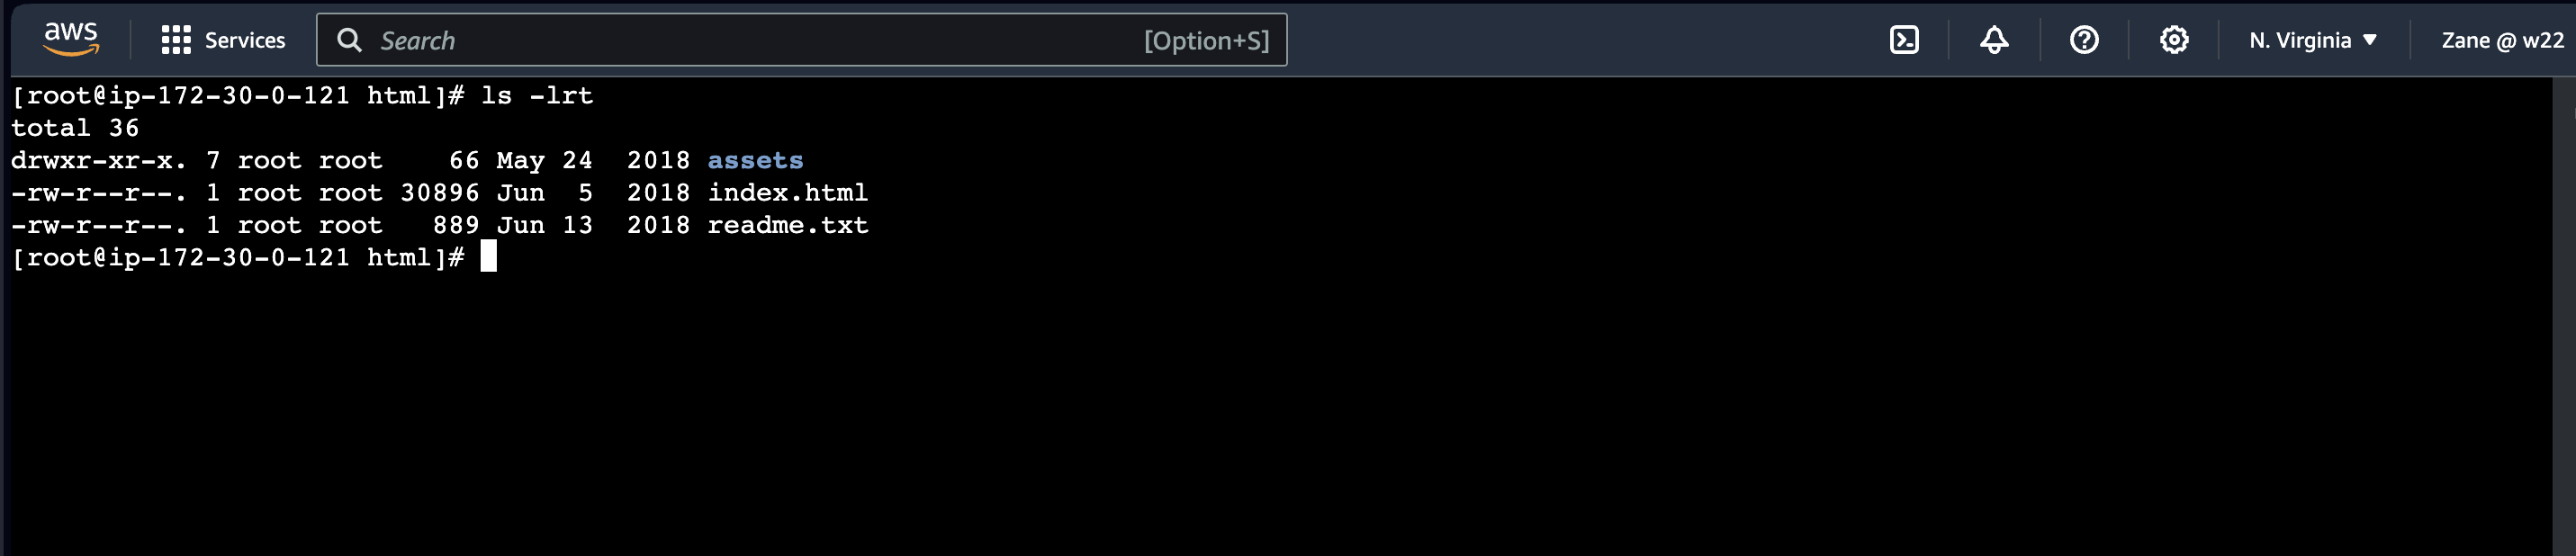 aws Services Search [Option+S] N. Virginia Zane @ w22
[root@ip-172-30-0-121 html]# ls -lrt
total 36
drwxr-xr-x. 7 root root    66 May 24  2018 assets
-rw-r--r--. 1 root root 30896 Jun  5  2018 index.html
-rw-r--r--. 1 root root   889 Jun 13  2018 readme.txt
[root@ip-172-30-0-121 html]#